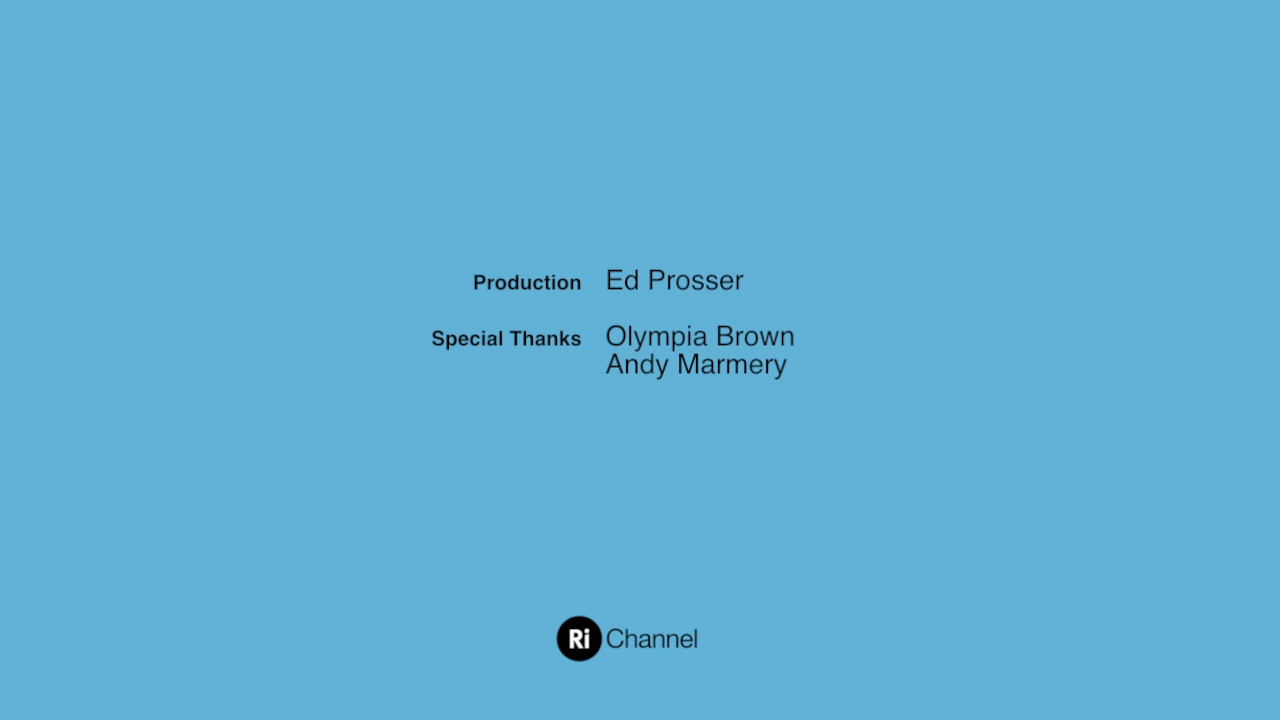 Production Ed Prosser
Special Thanks Olympia Brown
Andy Marmery
Ri Channel